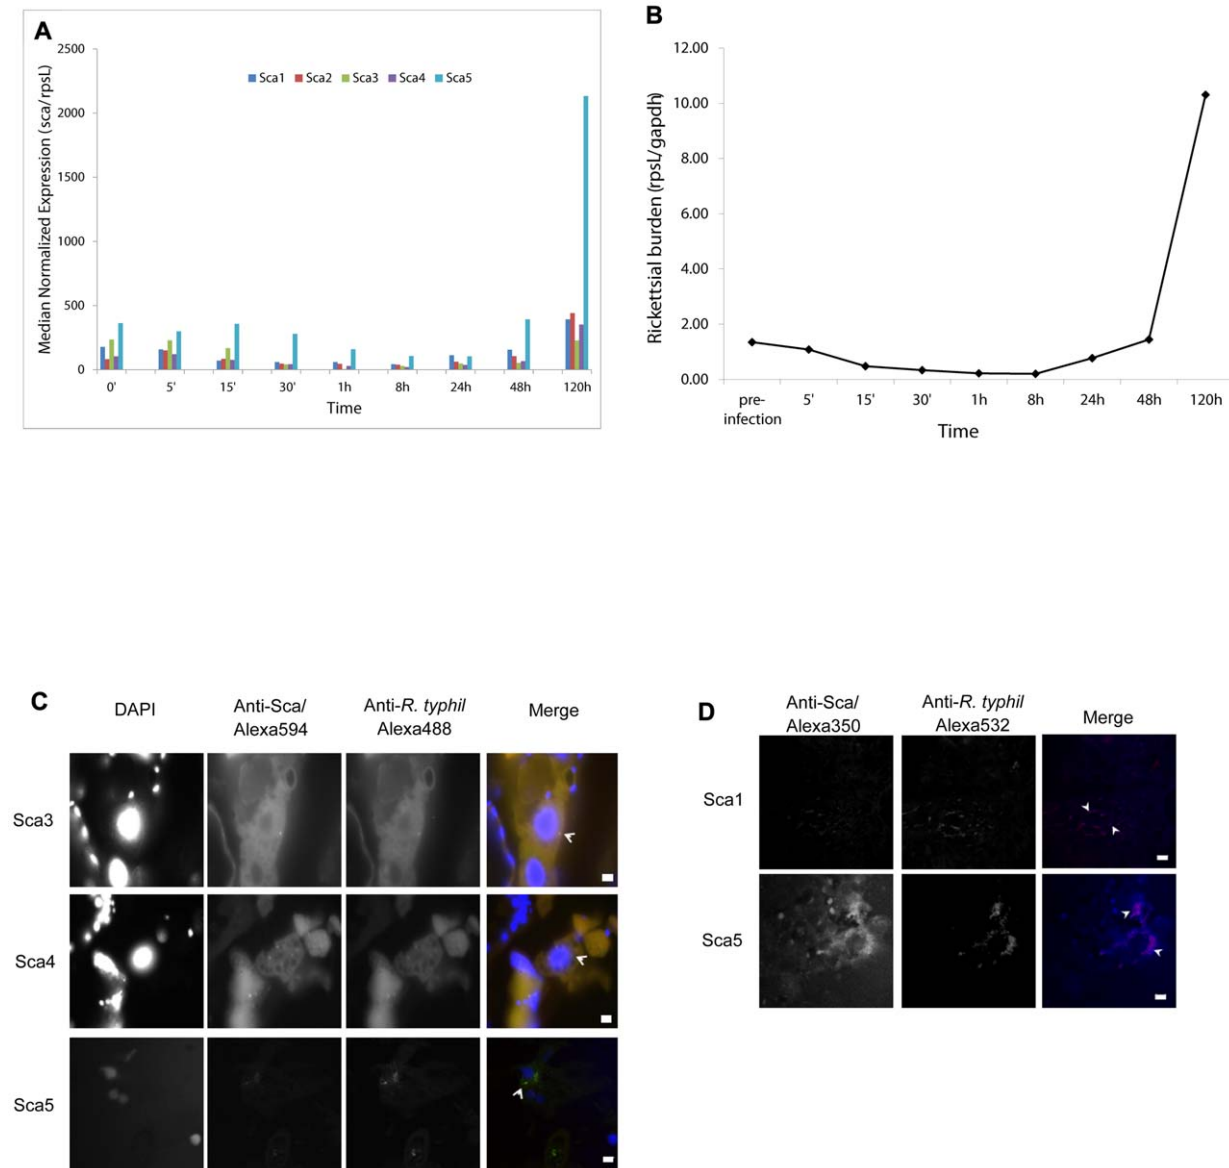 A
2500
2000
1500
1000
500
0
Median Normalized Expression (sca/rpsL)
Sca1 Sca2 Sca3 Sca4 Sca5
0' 5' 15' 30' 1h 8h 24h 48h 120h
Time
B
12.00
10.00
8.00
6.00
4.00
2.00
0.00
Rickettsial burden (rpsL/gapdh)
pre-
infection 5' 15' 30' 1h 8h 24h 48h 120h
Time
C
DAPI
Anti-Sca/
Alexa594
Anti-R. typhil
Alexa488
Merge
Sca3
Sca4
Sca5
D
Anti-Sca/
Alexa350
Anti-R. typhil
Alexa532
Merge
Sca1
Sca5